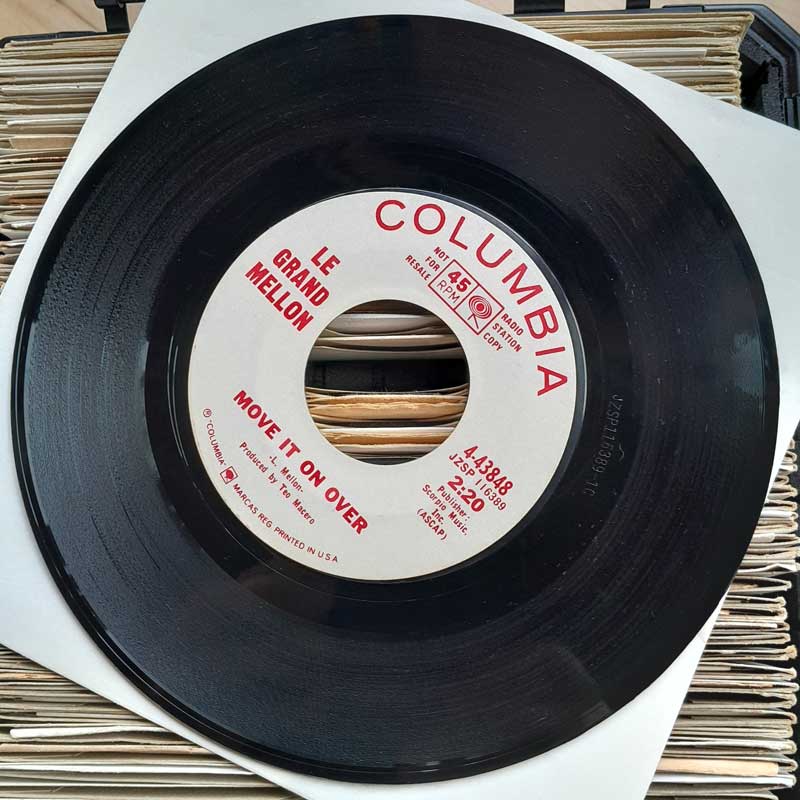 COLUMBIA
NOT
FOR
RESALE
45
RPM
RADIO
STATION
COPY
LE
GRAND
MELLON
MOVE IT ON OVER
-L. Mellon-
Produced by Teo Macero
4-43848
JZSP 116389
2:20
Publisher:
Scorpio Music,
Inc.
(ASCAP)
℗ "COLUMBIA" MARCAS REG. PRINTED IN U S A
JZSP116389-1C